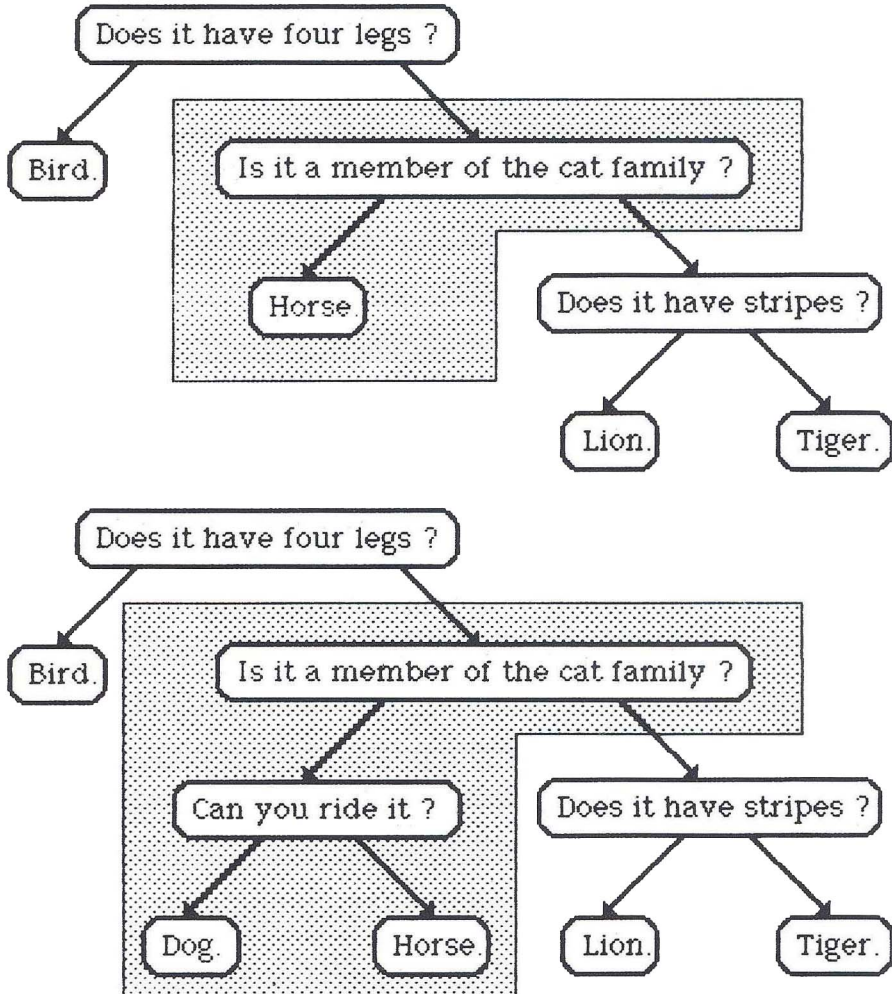 Does it have four legs ?
Is it a member of the cat family ?
Bird.
Horse.
Does it have stripes ?
Lion.
Tiger.
Does it have four legs ?
Is it a member of the cat family ?
Bird.
Can you ride it ?
Does it have stripes ?
Dog.
Horse.
Lion.
Tiger.